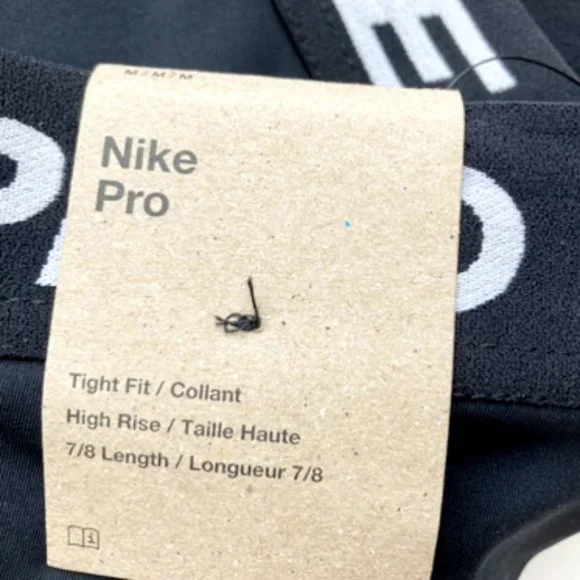 E
M / M / M
Nike
Pro
P
O
Tight Fit / Collant
High Rise / Taille Haute
7/8 Length / Longueur 7/8